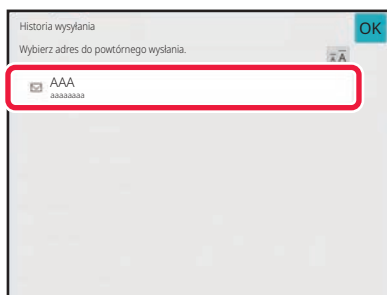 Historia wysyłania
OK
Wybierz adres do powtórnego wysłania.
AAA
aaaaaaaa